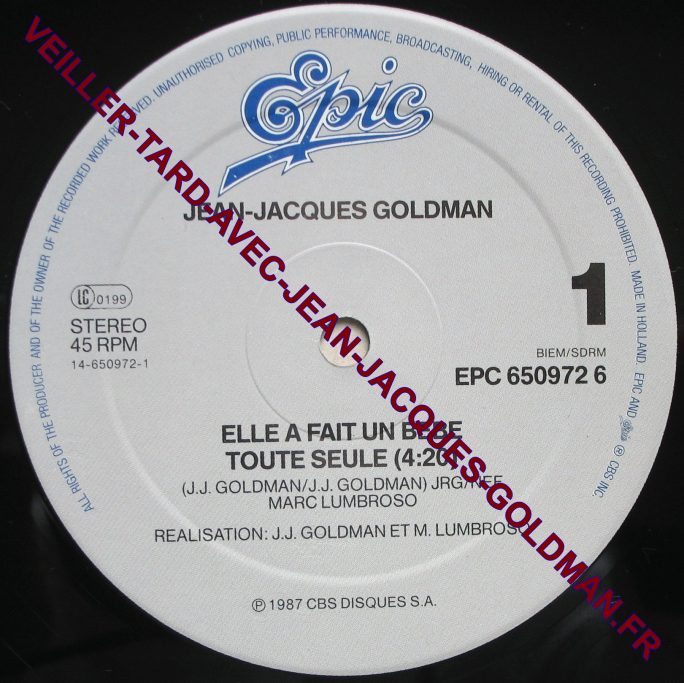 ALL RIGHTS OF THE PRODUCER AND OF THE OWNER OF THE RECORDED WORK RESERVED. UNAUTHORISED COPYING, PUBLIC PERFORMANCE, BROADCASTING, HIRING OR RENTAL OF THIS RECORDING PROHIBITED. MADE IN HOLLAND. EPIC AND Epic ® CBS INC.
Epic
JEAN-JACQUES GOLDMAN
1
LC 0199
STEREO
45 RPM
14-650972-1
BIEM/SDRM
EPC 650972 6
ELLE A FAIT UN BEBE
TOUTE SEULE (4:20)
(J.J. GOLDMAN/J.J. GOLDMAN) JRG/NEF
MARC LUMBROSO
REALISATION: J.J. GOLDMAN ET M. LUMBROSO
℗ 1987 CBS DISQUES S.A.
VEILLER-TARD-AVEC-JEAN-JACQUES-GOLDMAN.FR